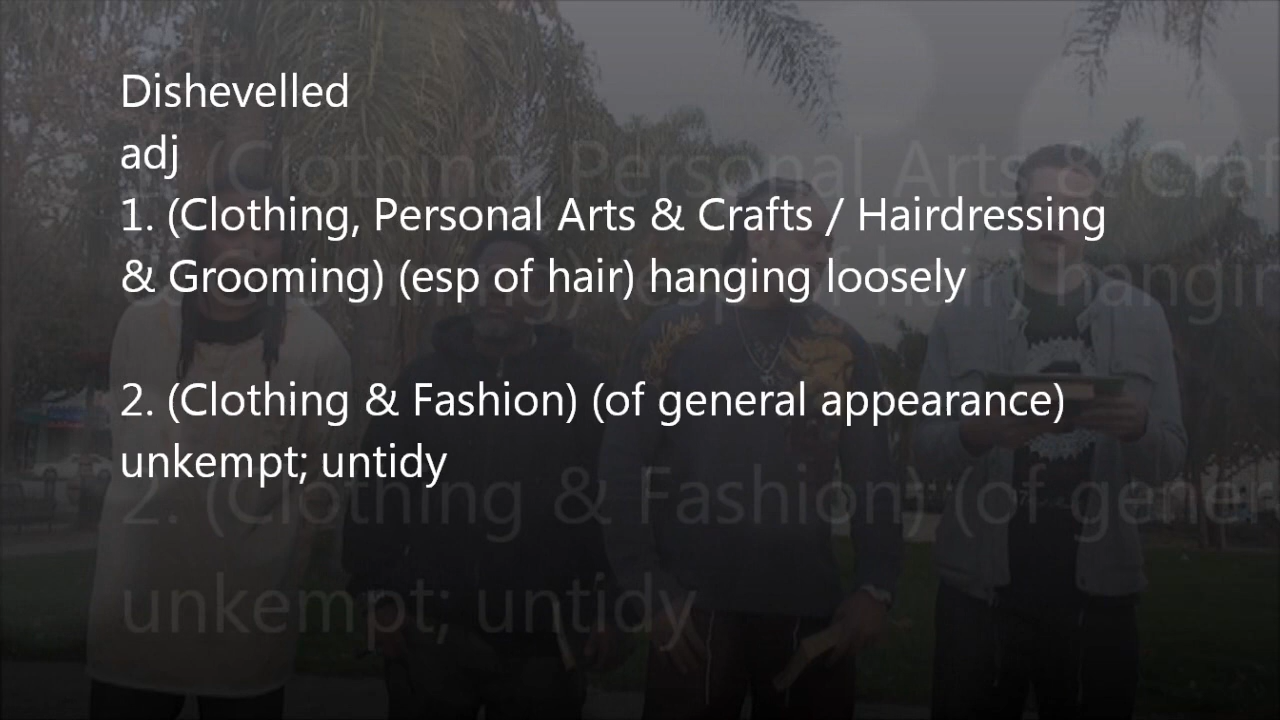 Dishevelled
adj
1. (Clothing, Personal Arts & Crafts / Hairdressing
& Grooming) (esp of hair) hanging loosely
2. (Clothing & Fashion) (of general appearance)
unkempt; untidy